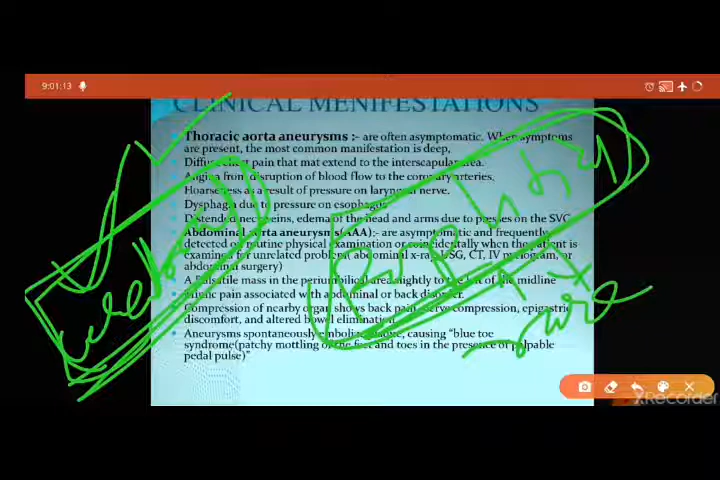 9:01:13
CLINICAL MENIFESTATIONS
Thoracic aorta aneurysms :- are often asymptomatic. When symptoms
are present, the most common manifestation is deep,
Diffuse chest pain that mat extend to the interscapular area.
Angina from disruption of blood flow to the coronary arteries,
Hoarseness as a result of pressure on laryngeal nerve.
Dysphagia due to pressure on esophagus
Distended neck veins, edema of the head and arms due to presses on the SVC
Abdominal aorta aneurysms(AAA):- are asymptomatic and frequently
detected on routine physical examination or coincidentally when the patient is
examined for unrelated problem( abdominal x-ray, USG, CT, IV or
abdominal surgery)
A Pulsatile mass in the periumbilical area slightly to the left of the midline
pain associated with abdominal or back disorder.
Compression of nearby organ shows back pain, nerve compression, epigastric
discomfort, and altered bowel elimination.
Aneurysms spontaneously causing "blue toe
syndrome(patchy mottling of the feet and toes in the presence of palpable
pedal pulse)"
XRecorder